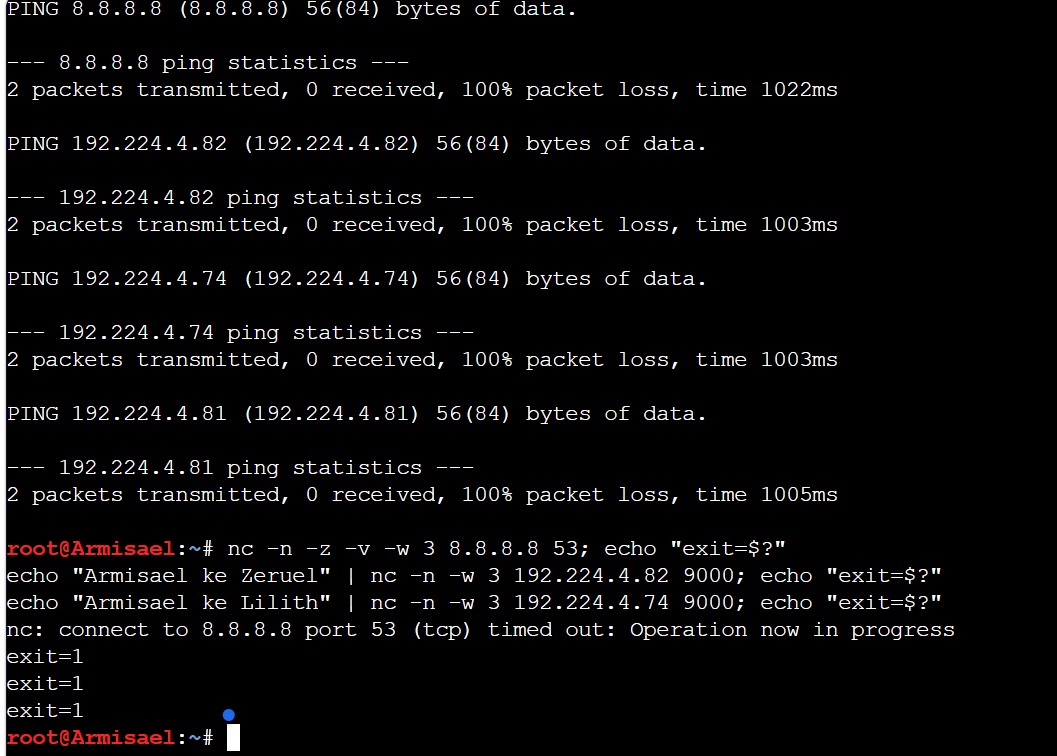 PING 8.8.8.8 (8.8.8.8) 56(84) bytes of data.
--- 8.8.8.8 ping statistics ---
2 packets transmitted, 0 received, 100% packet loss, time 1022ms
PING 192.224.4.82 (192.224.4.82) 56(84) bytes of data.
--- 192.224.4.82 ping statistics ---
2 packets transmitted, 0 received, 100% packet loss, time 1003ms
PING 192.224.4.74 (192.224.4.74) 56(84) bytes of data.
--- 192.224.4.74 ping statistics ---
2 packets transmitted, 0 received, 100% packet loss, time 1003ms
PING 192.224.4.81 (192.224.4.81) 56(84) bytes of data.
--- 192.224.4.81 ping statistics ---
2 packets transmitted, 0 received, 100% packet loss, time 1005ms
root@Armisael:~# nc -n -z -v -w 3 8.8.8.8 53; echo "exit=$?"
echo "Armisael ke Zeruel" | nc -n -w 3 192.224.4.82 9000; echo "exit=$?"
echo "Armisael ke Lilith" | nc -n -w 3 192.224.4.74 9000; echo "exit=$?"
nc: connect to 8.8.8.8 port 53 (tcp) timed out: Operation now in progress
exit=1
exit=1
exit=1
root@Armisael:~#